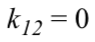 k₁₂ = 0